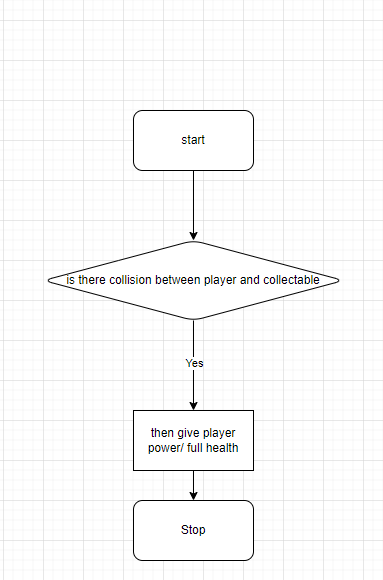 start
is there collision between player and collectable
Yes
then give player
power/ full health
Stop